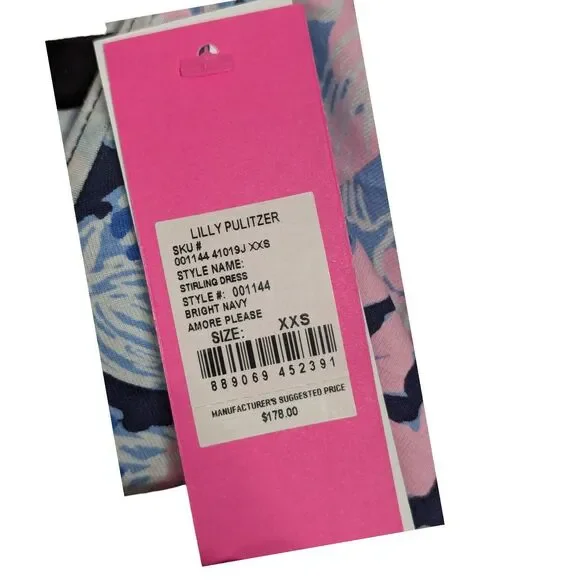 LILLY PULITZER
SKU #
001144 41019J XXS
STYLE NAME:
STIRLING DRESS
STYLE #: 001144
BRIGHT NAVY
AMORE PLEASE
SIZE: XXS
889069 452391
MANUFACTURER'S SUGGESTED PRICE
$178.00